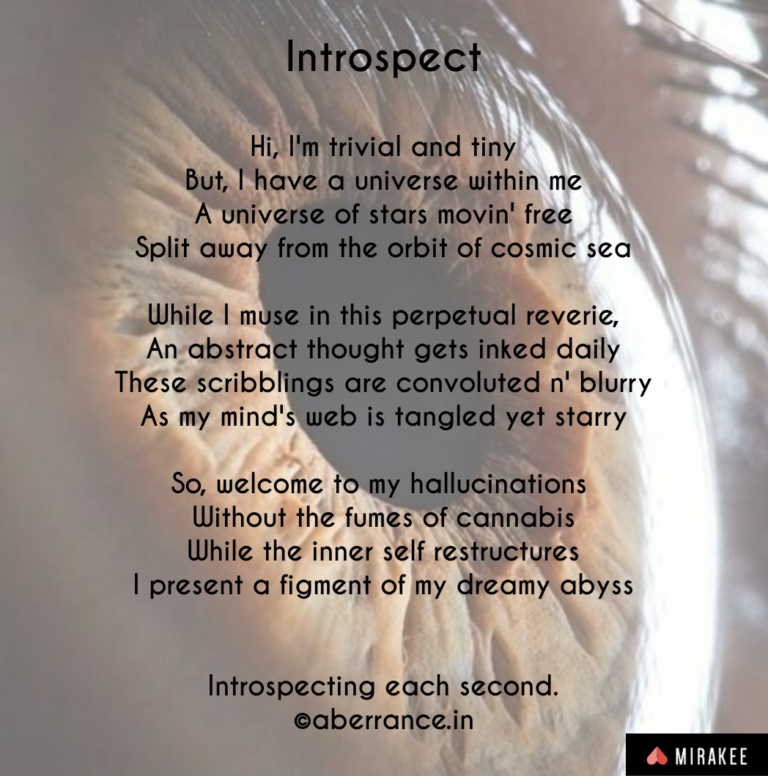 Introspect
Hi, I'm trivial and tiny
But, I have a universe within me
A universe of stars movin' free
Split away from the orbit of cosmic sea
While I muse in this perpetual reverie,
An abstract thought gets inked daily
These scribblings are convoluted n' blurry
As my mind's web is tangled yet starry
So, welcome to my hallucinations
Without the fumes of cannabis
While the inner self restructures
I present a figment of my dreamy abyss
Introspecting each second.
©aberrance.in
MIRAKEE